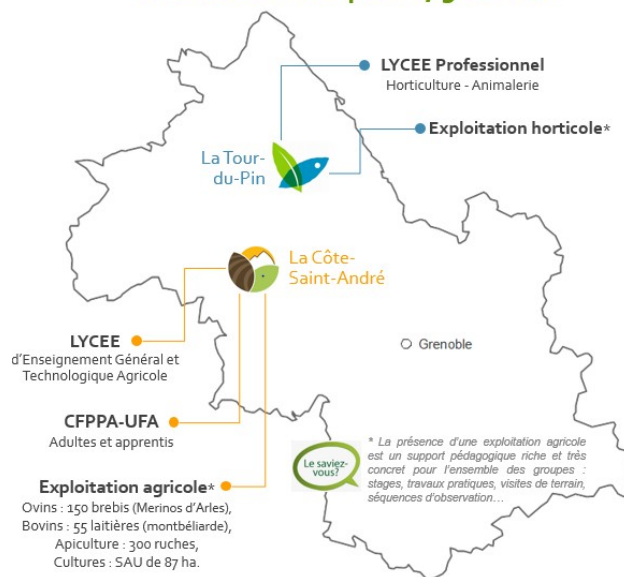 LYCEE Professionnel
Horticulture - Animalerie
Exploitation horticole*
La Tour-
du-Pin
La Côte-
Saint-André
LYCEE
d'Enseignement Général et
Technologique Agricole
Grenoble
CFPPA-UFA
Adultes et apprentis
Le saviez-
vous?
* La présence d'une exploitation agricole
est un support pédagogique riche et très
concret pour l'ensemble des groupes :
stages, travaux pratiques, visites de terrain,
séquences d'observation...
Exploitation agricole*
Ovins : 150 brebis (Merinos d'Arles),
Bovins : 55 laitières (montbéliarde),
Apiculture : 300 ruches,
Cultures : SAU de 87 ha.